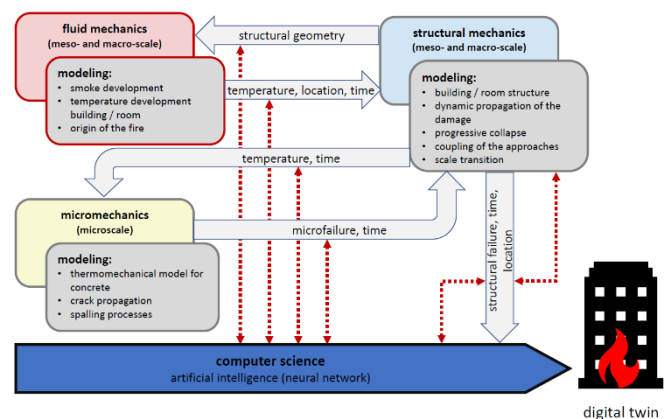 fluid mechanics
(meso- and macro-scale)
modeling:
• smoke development
• temperature development
building / room
• origin of the fire
structural geometry
temperature, location, time
structural mechanics
(meso- and macro-scale)
modeling:
• building / room structure
• dynamic propagation of the
damage
• progressive collapse
• coupling of the approaches
• scale transition
temperature, time
micromechanics
(microscale)
modeling:
• thermomechanical model for
concrete
• crack propagation
• spalling processes
microfailure, time
structural failure, time,
location
computer science
artificial intelligence (neural network)
digital twin